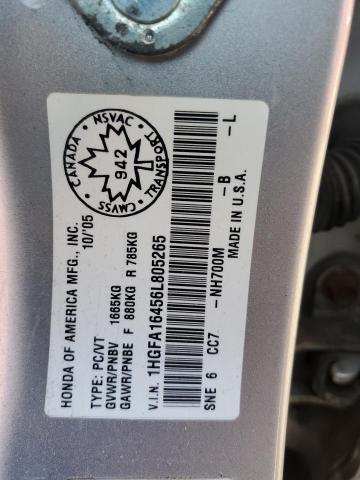 HONDA OF AMERICA MFG., INC.
10/'05
TYPE: PC/VT
GVWR/PNBV 1665KG
GAWR/PNBE F 880KG R 785KG
V.I.N. 1HGFA16456L805265
SNE 6 CC7 -NH700M -B -L
MADE IN U.S.A.
CANADA • NSVAC
942
CMVSS • TRANSPORT